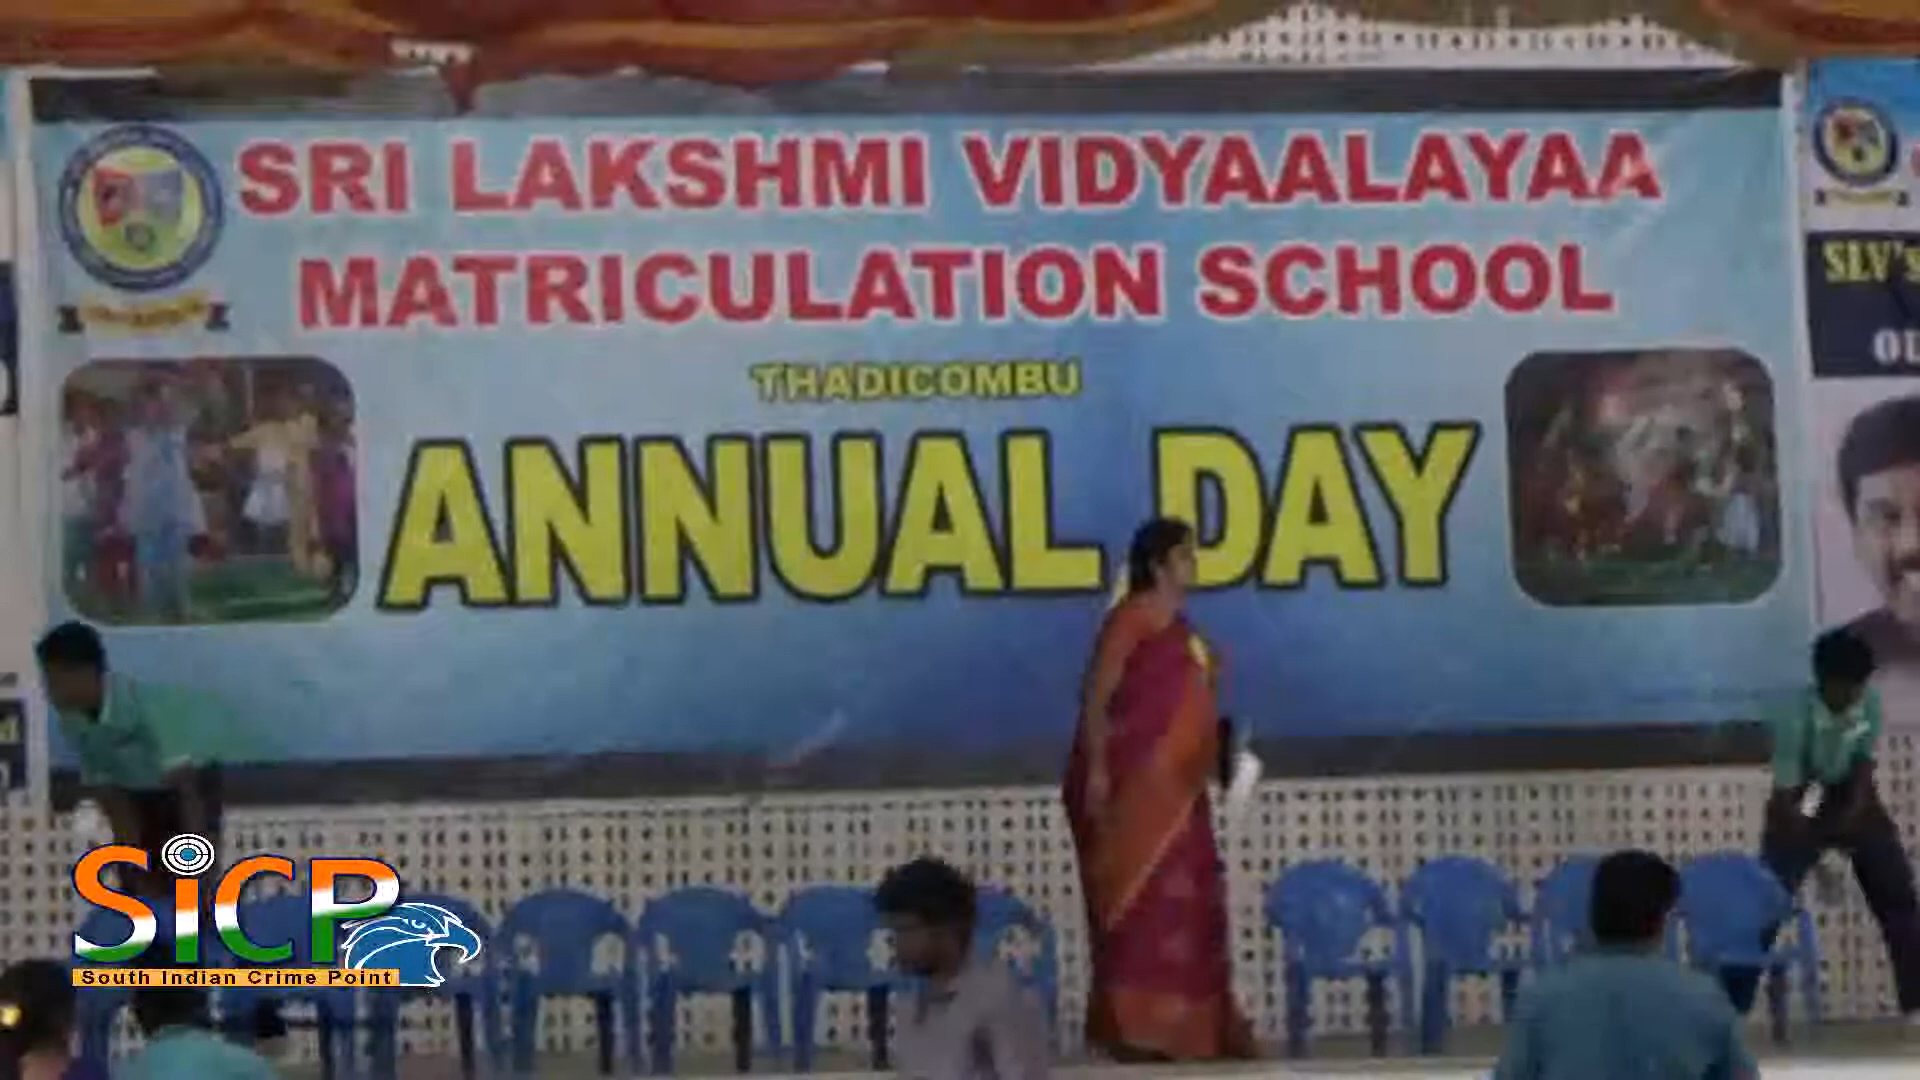 SRI LAKSHMI VIDYAALAYAA
MATRICULATION SCHOOL
THADICOMBU
ANNUAL DAY
SLV's
SiCP
South Indian Crime Point